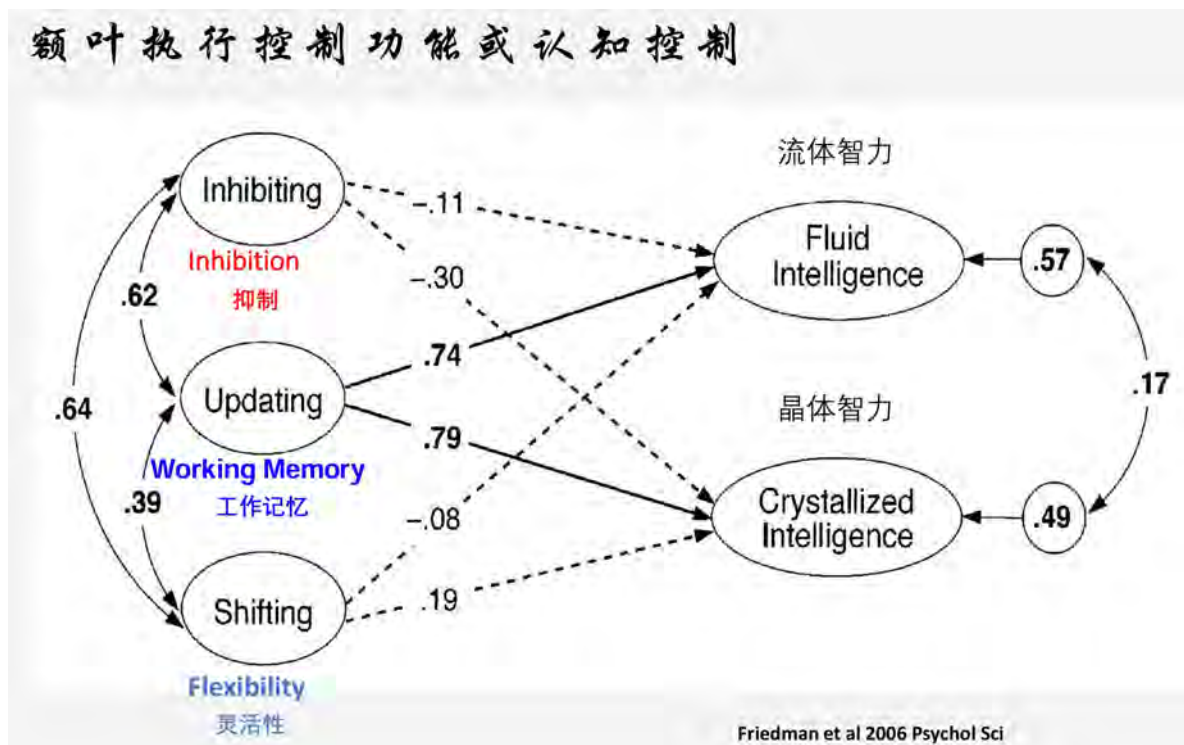 额叶执行控制功能或认知控制
流体智力
Inhibiting
-.11
Fluid
Intelligence
.57
Inhibition
抑制
-.30
.62
.74
.17
.64
Updating
晶体智力
.79
Working Memory
工作记忆
.39
-.08
Crystallized
Intelligence
.49
Shifting
.19
Flexibility
灵活性
Friedman et al 2006 Psychol Sci